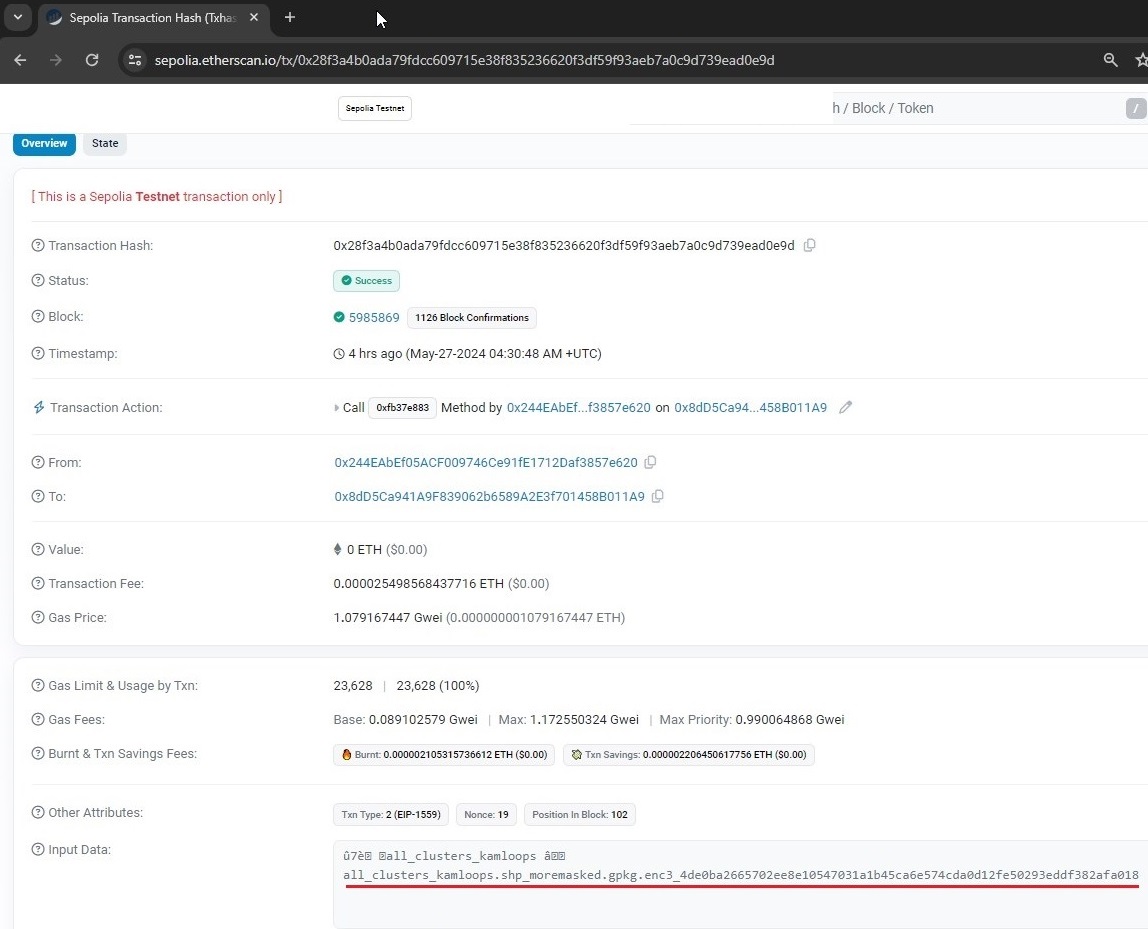 Sepolia Transaction Hash (Txhas
sepolia.etherscan.io/tx/0x28f3a4b0ada79fdcc609715e38f835236620f3df59f93aeb7a0c9d739ead0e9d
Sepolia Testnet
h / Block / Token
/
Overview State
[ This is a Sepolia Testnet transaction only ]
Transaction Hash: 0x28f3a4b0ada79fdcc609715e38f835236620f3df59f93aeb7a0c9d739ead0e9d
Status: Success
Block: 5985869 1126 Block Confirmations
Timestamp: 4 hrs ago (May-27-2024 04:30:48 AM +UTC)
Transaction Action: Call 0xfb37e883 Method by 0x244EAbEf...f3857e620 on 0x8dD5Ca94...458B011A9
From: 0x244EAbEf05ACF009746Ce91fE1712Daf3857e620
To: 0x8dD5Ca941A9F839062b6589A2E3f701458B011A9
Value: 0 ETH ($0.00)
Transaction Fee: 0.000025498568437716 ETH ($0.00)
Gas Price: 1.079167447 Gwei (0.000000001079167447 ETH)
Gas Limit & Usage by Txn: 23,628 | 23,628 (100%)
Gas Fees: Base: 0.089102579 Gwei | Max: 1.172550324 Gwei | Max Priority: 0.990064868 Gwei
Burnt & Txn Savings Fees: Burnt: 0.000002105315736612 ETH ($0.00) Txn Savings: 0.000002206450617756 ETH ($0.00)
Other Attributes: Txn Type: 2 (EIP-1559) Nonce: 19 Position In Block: 102
Input Data: û7è all_clusters_kamloops â
all_clusters_kamloops.shp_moremasked.gpkg.enc3_4de0ba2665702ee8e10547031a1b45ca6e574cda0d12fe50293eddf382afa018